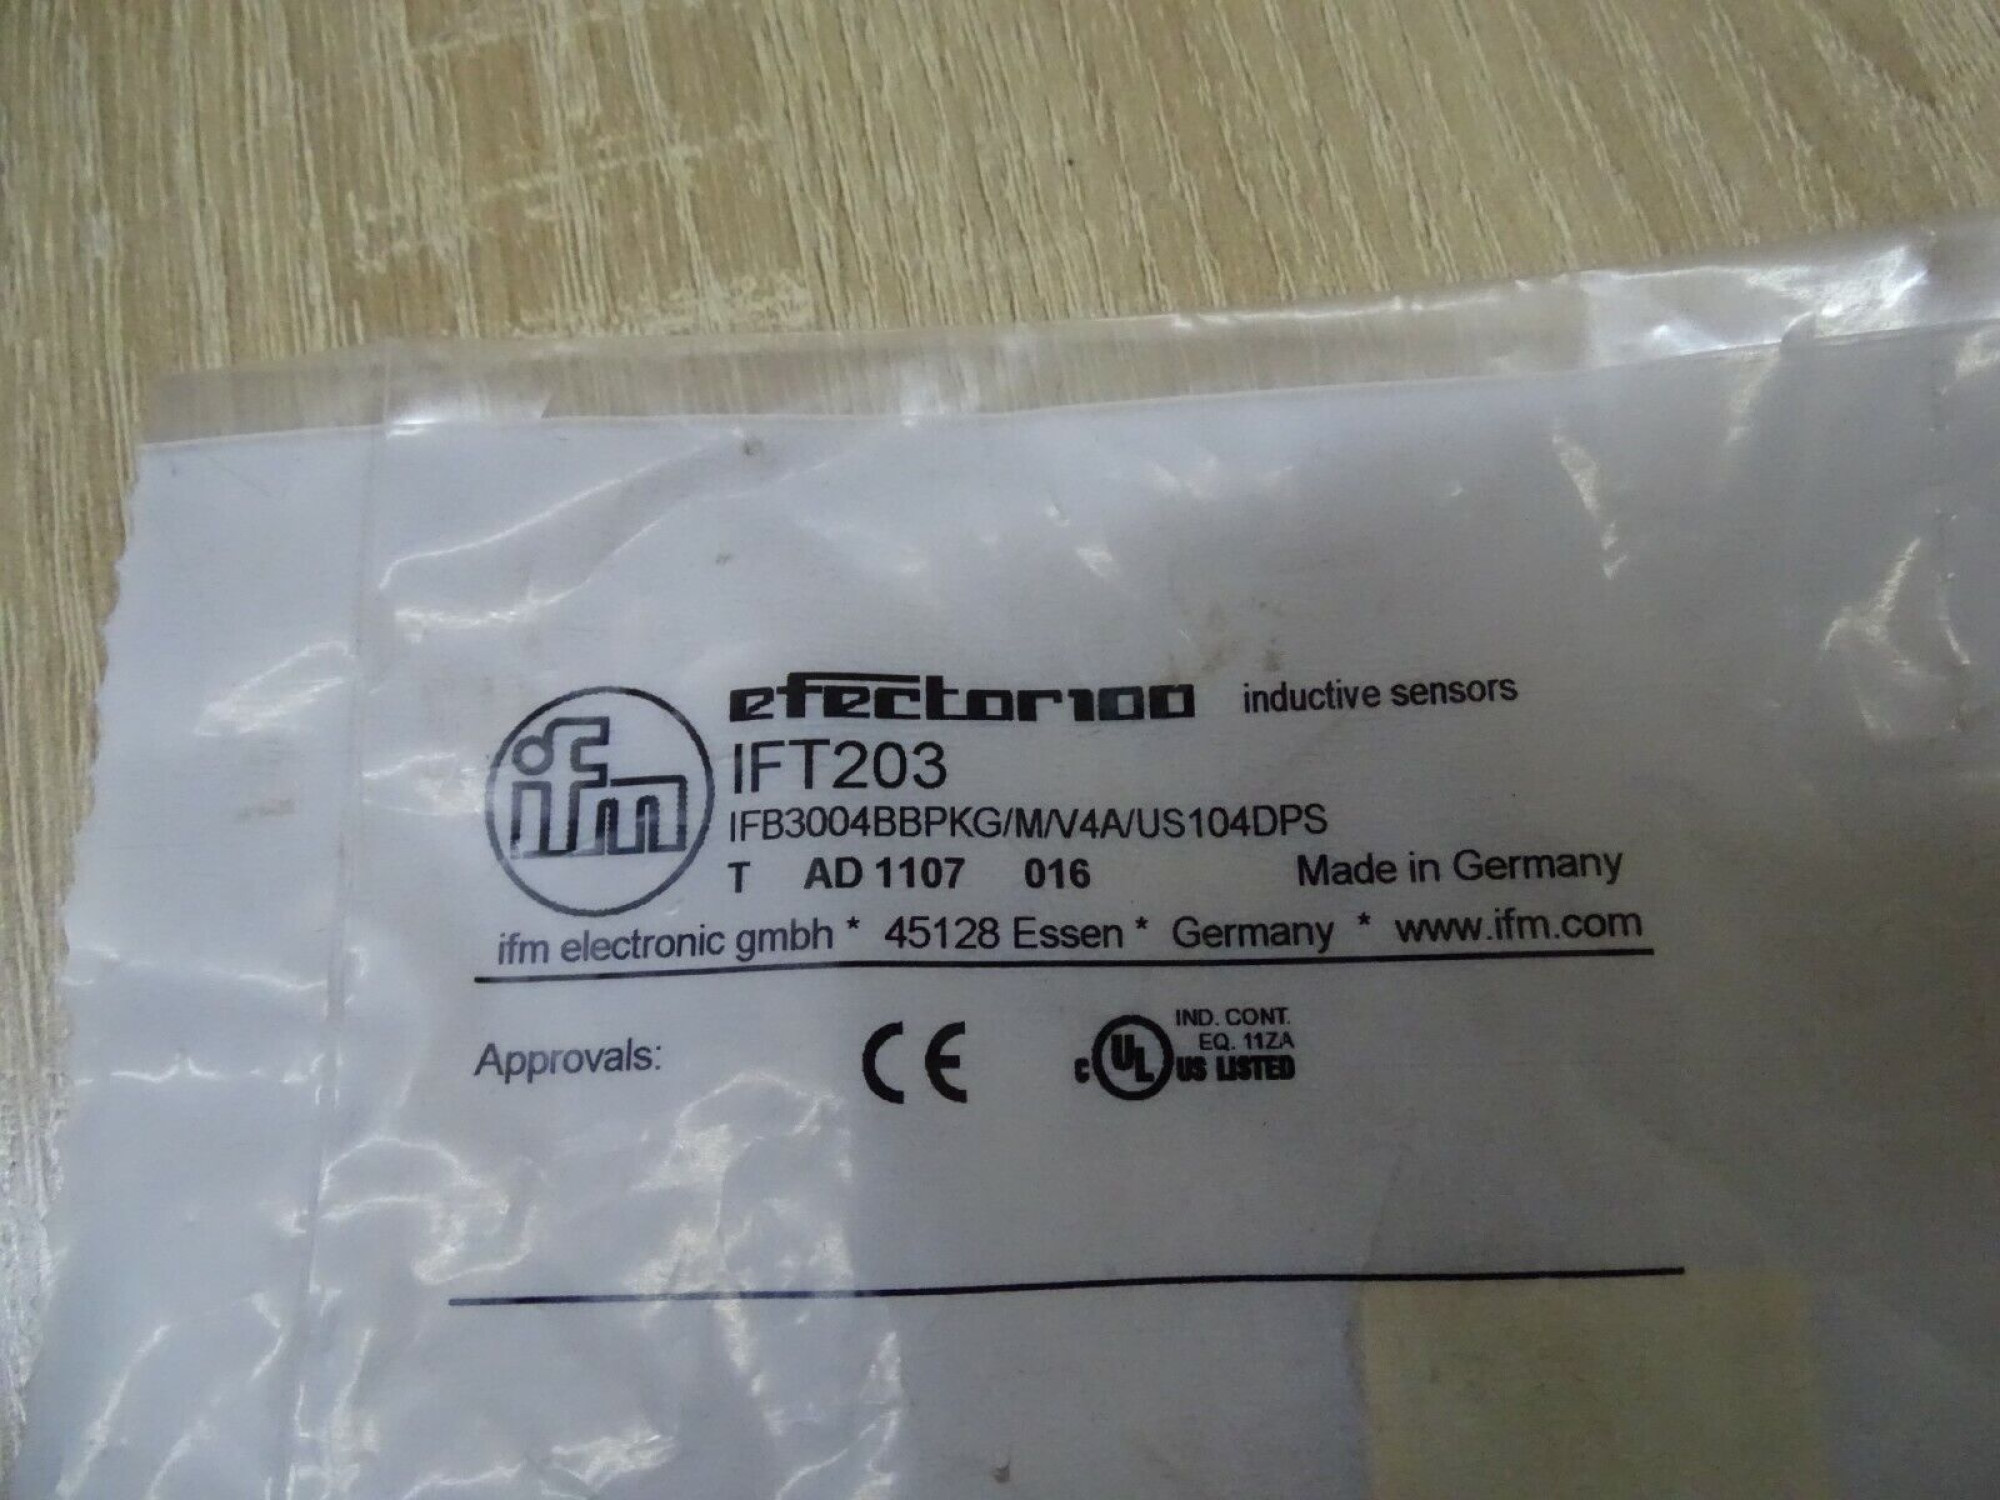 efector100 inductive sensors
ifm
IFT203
IFB3004BBPKG/M/V4A/US104DPS
T AD 1107 016 Made in Germany
ifm electronic gmbh * 45128 Essen * Germany * www.ifm.com
Approvals: CE
IND. CONT.
EQ. 11ZA
c UL US LISTED